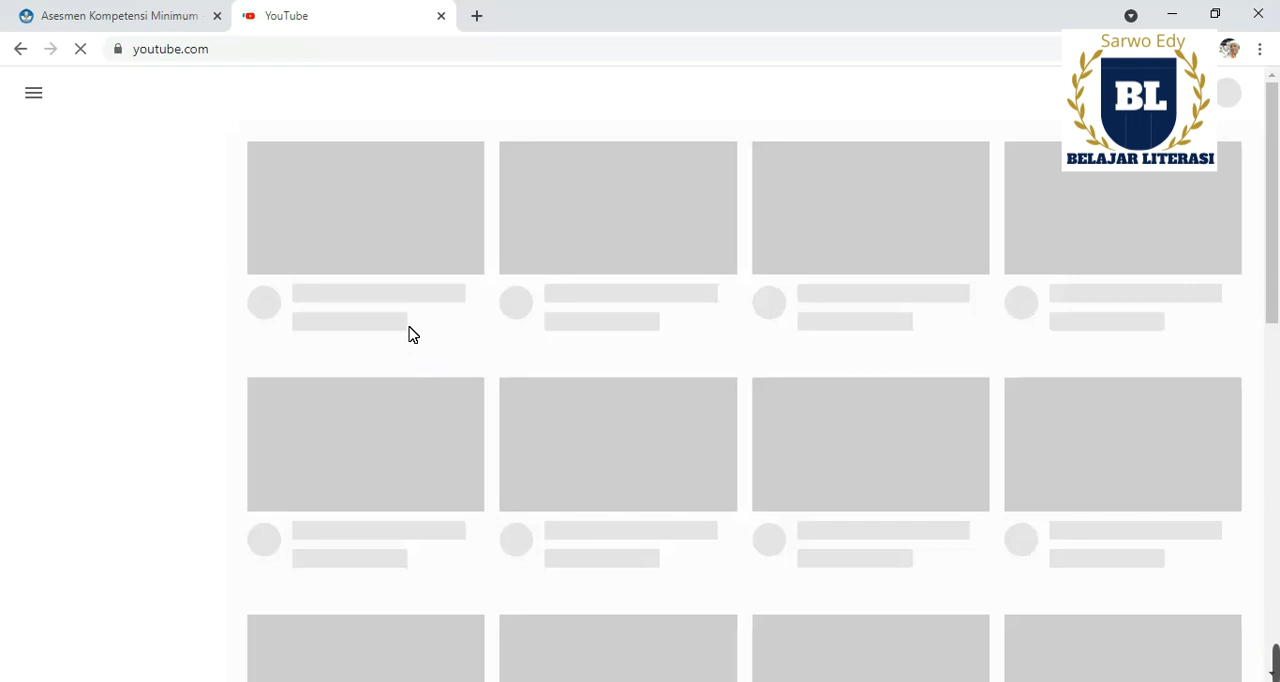 Asesmen Kompetensi Minimum
YouTube
youtube.com
Sarwo Edy
BL
BELAJAR LITERASI